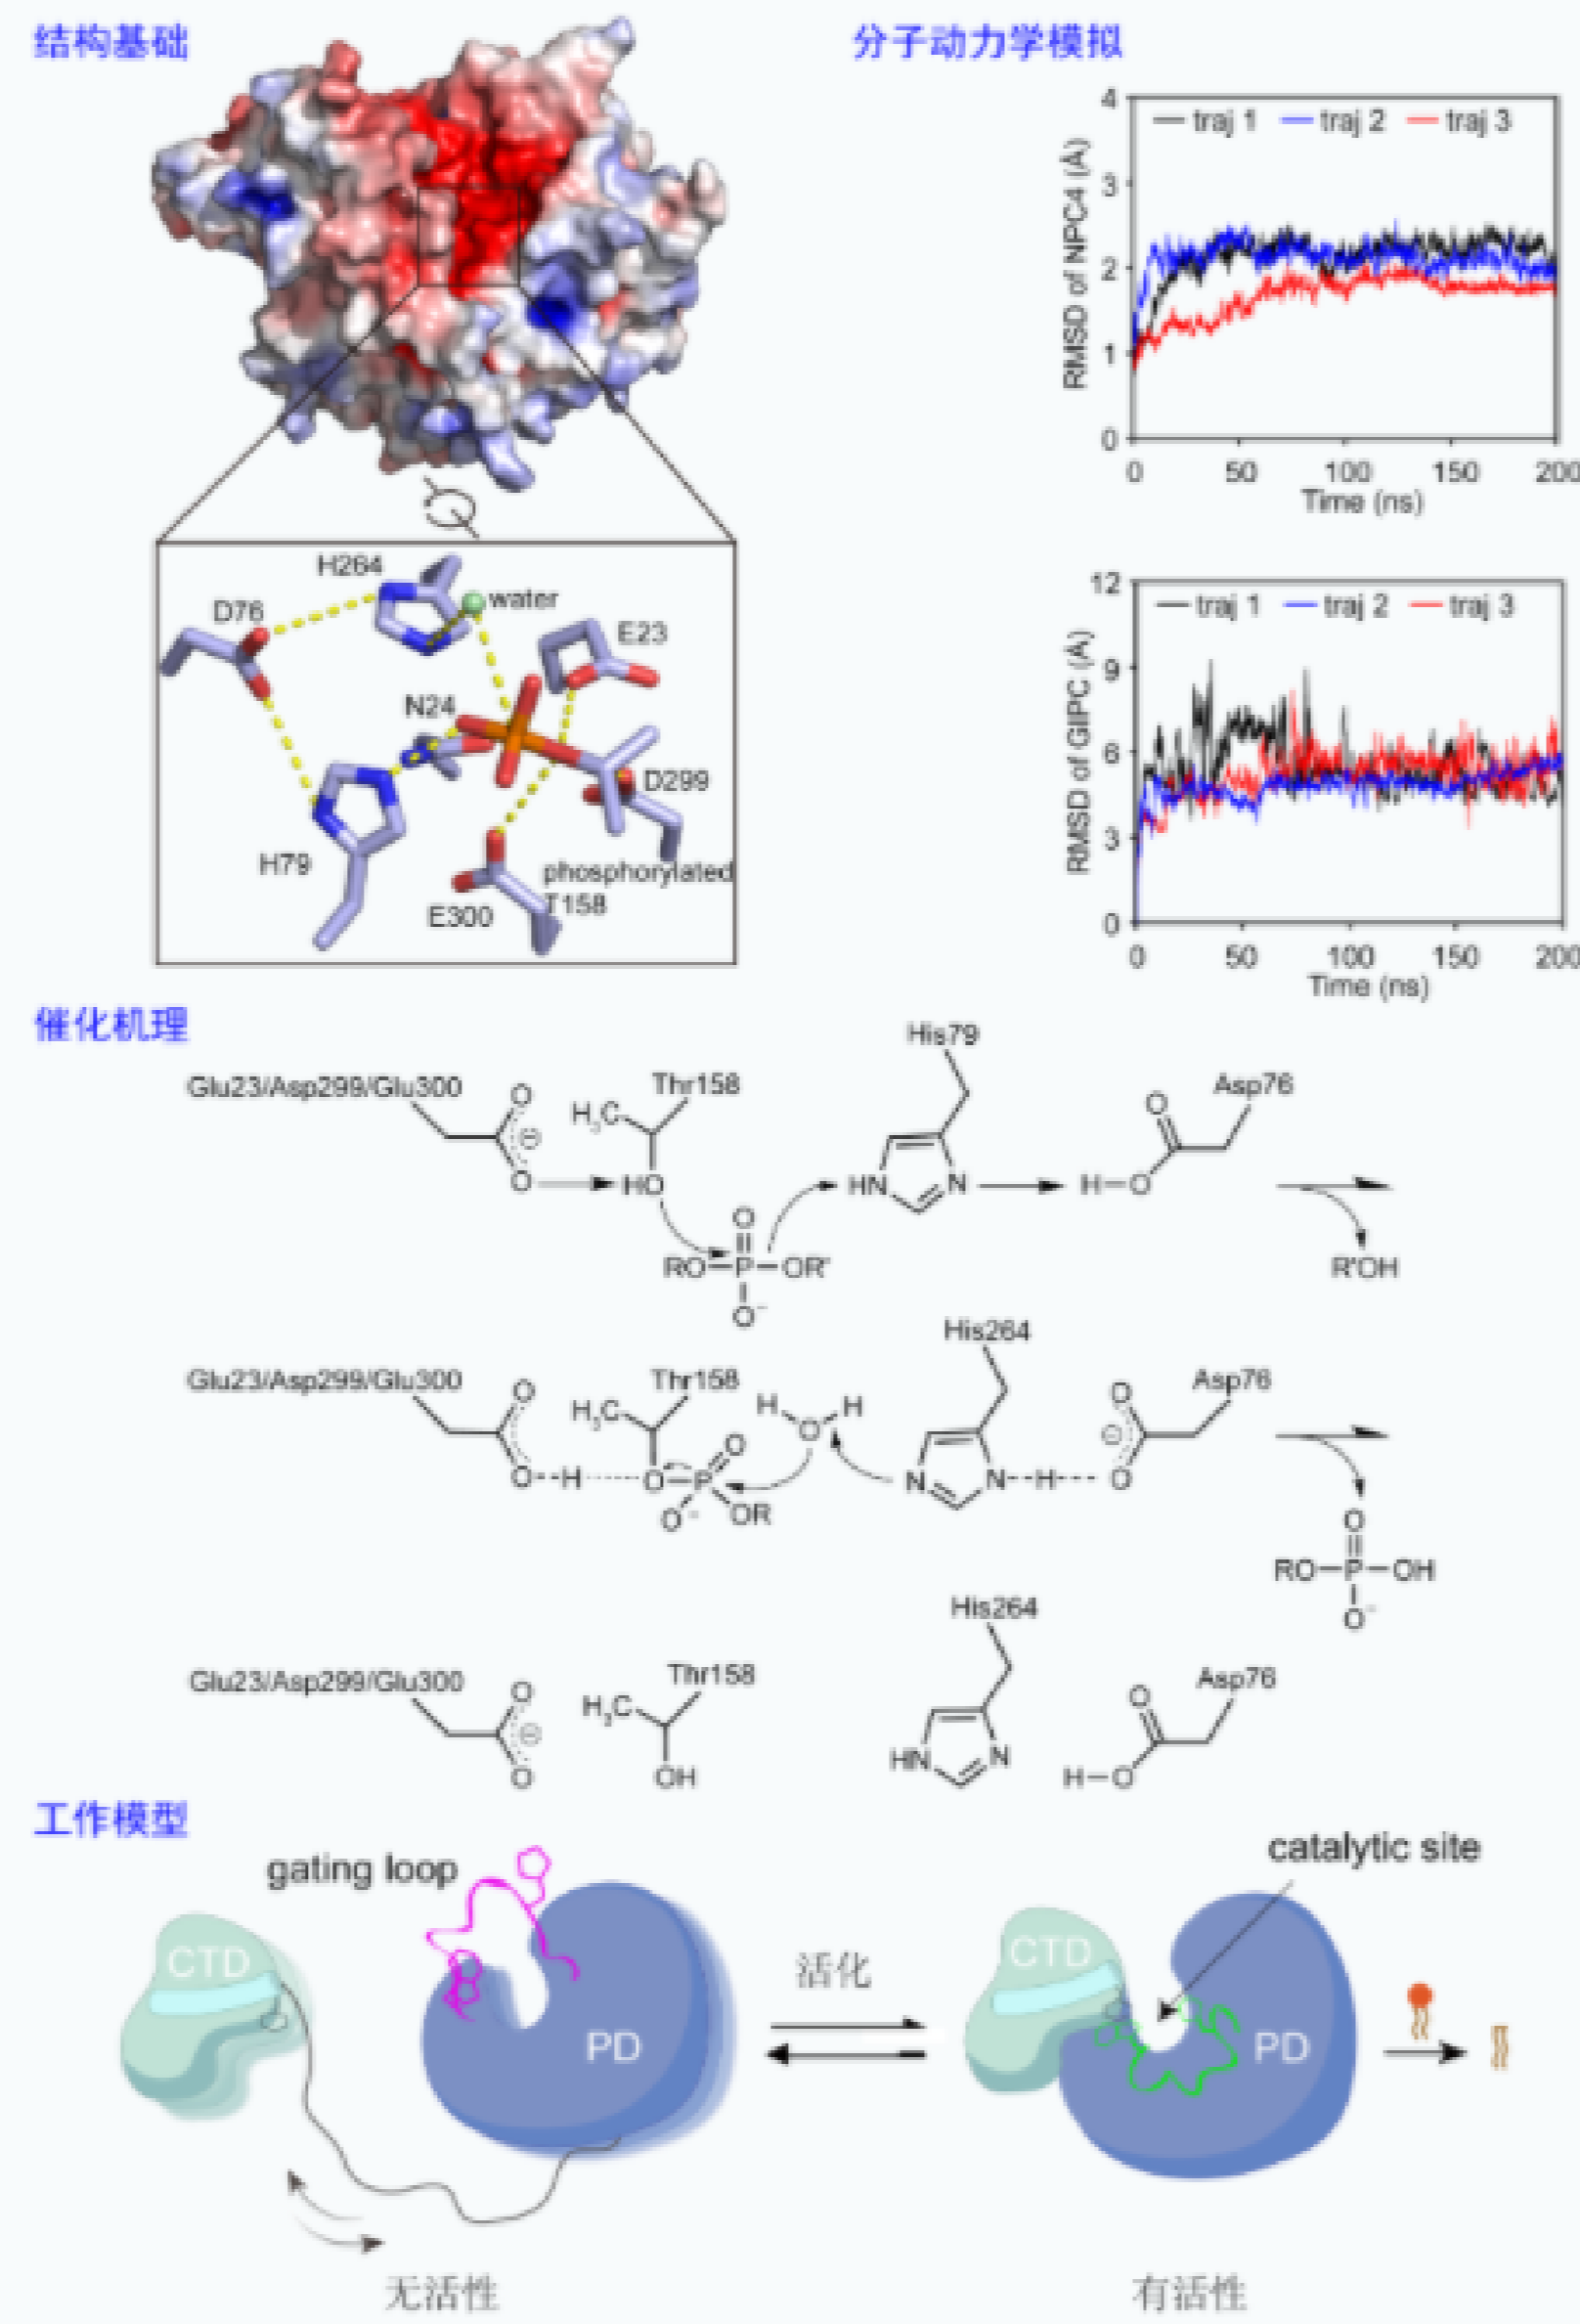 结构基础
分子动力学模拟
4
traj 1
traj 2
traj 3
3
2
1
0
RMSD of NPC4 (Å)
0
50
100
150
200
Time (ns)
H264
water
D76
E23
N24
D299
H79
phosphorylated
T158
E300
12
traj 1
traj 2
traj 3
9
6
3
0
RMSD of GIPC (Å)
0
50
100
150
200
Time (ns)
催化机理
His79
Glu23/Asp299/Glu300
Thr158
Asp76
O
⊖
O
H₃C
HO
HN
N
O
H–O
O
RO–P–OR'
O⁻
R'OH
His264
Glu23/Asp299/Glu300
Thr158
Asp76
O
O--H
H₃C
O
O–P
O⁻
OR
H
O
H
N
N--H---
O
⊖
O
O
RO–P–OH
O⁻
His264
Glu23/Asp299/Glu300
Thr158
Asp76
O
⊖
O
H₃C
OH
HN
N
O
H–O
工作模型
gating loop
catalytic site
CTD
PD
活化
CTD
PD
无活性
有活性